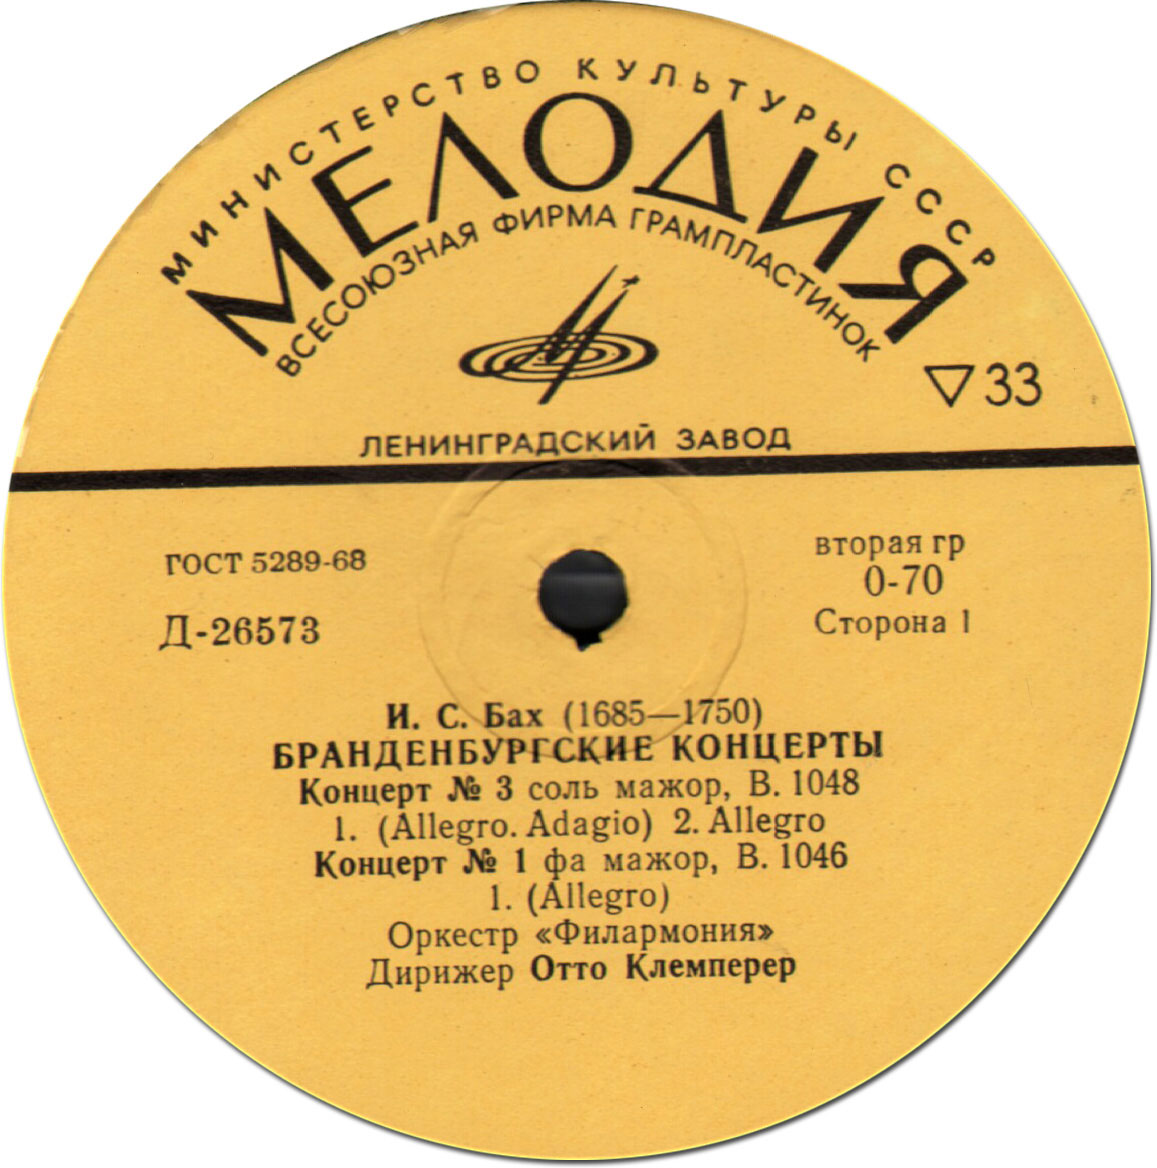 МИНИСТЕРСТВО КУЛЬТУРЫ СССР
МЕЛОДИЯ
ВСЕСОЮЗНАЯ ФИРМА ГРАМПЛАСТИНОК
▽33
ЛЕНИНГРАДСКИЙ ЗАВОД
ГОСТ 5289-68
Д-26573
вторая гр
0-70
Сторона 1
И. С. Бах (1685—1750)
БРАНДЕНБУРГСКИЕ КОНЦЕРТЫ
Концерт № 3 соль мажор, В. 1048
1. (Allegro. Adagio) 2. Allegro
Концерт № 1 фа мажор, В. 1046
1. (Allegro)
Оркестр «Филармония»
Дирижер Отто Клемперер